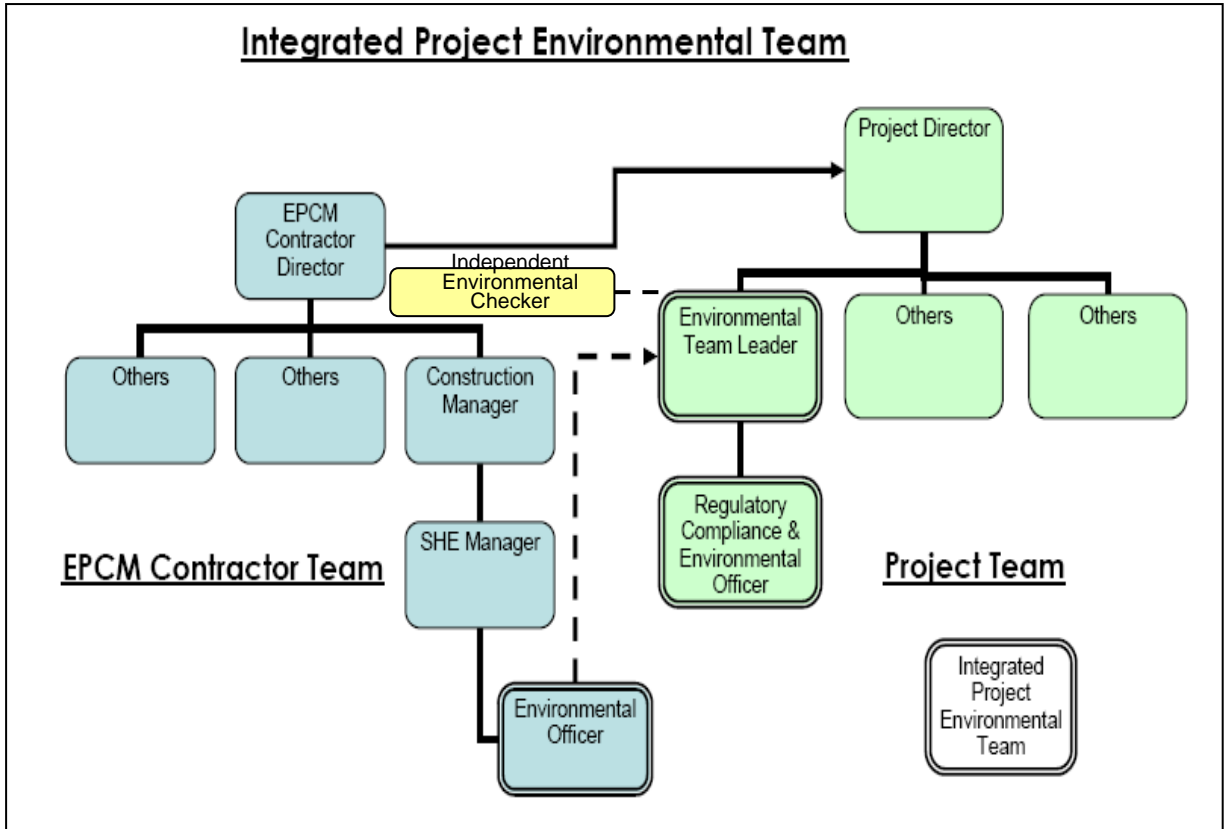 Integrated Project Environmental Team
Project Director
EPCM
Contractor
Director
Independent
Environmental
Checker
Environmental
Team Leader
Others
Others
Others
Others
Construction
Manager
Regulatory
Compliance &
Environmental
Officer
SHE Manager
EPCM Contractor Team
Project Team
Integrated
Project
Environmental
Team
Environmental
Officer